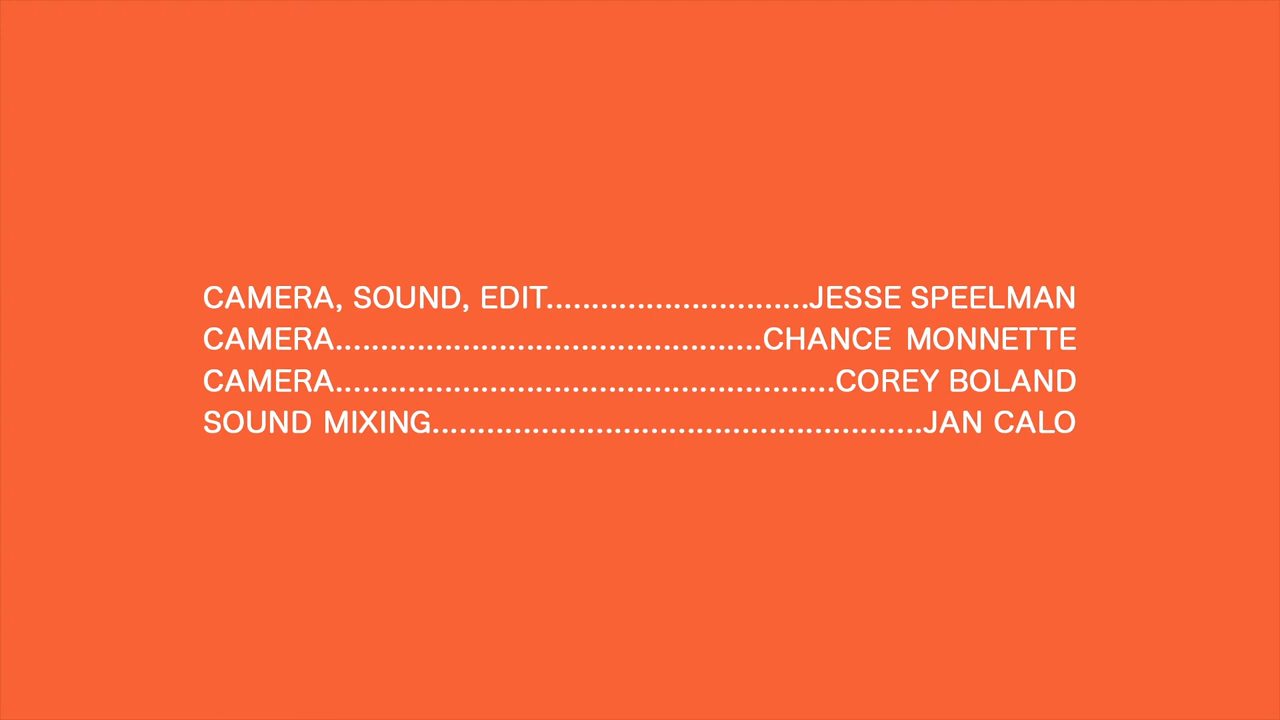 CAMERA, SOUND, EDIT.............................JESSE SPEELMAN
CAMERA...............................................CHANCE MONNETTE
CAMERA.......................................................COREY BOLAND
SOUND MIXING......................................................JAN CALO